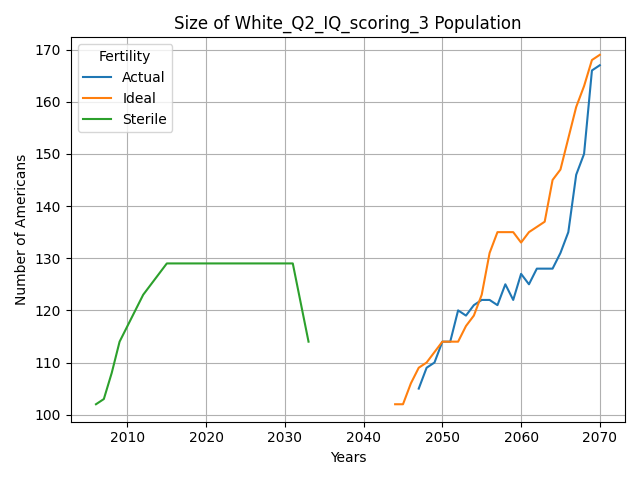 Size of White_Q2_IQ_scoring_3 Population
Number of Americans
170
160
150
140
130
120
110
100
Fertility
Actual
Ideal
Sterile
2010 2020 2030 2040 2050 2060 2070
Years